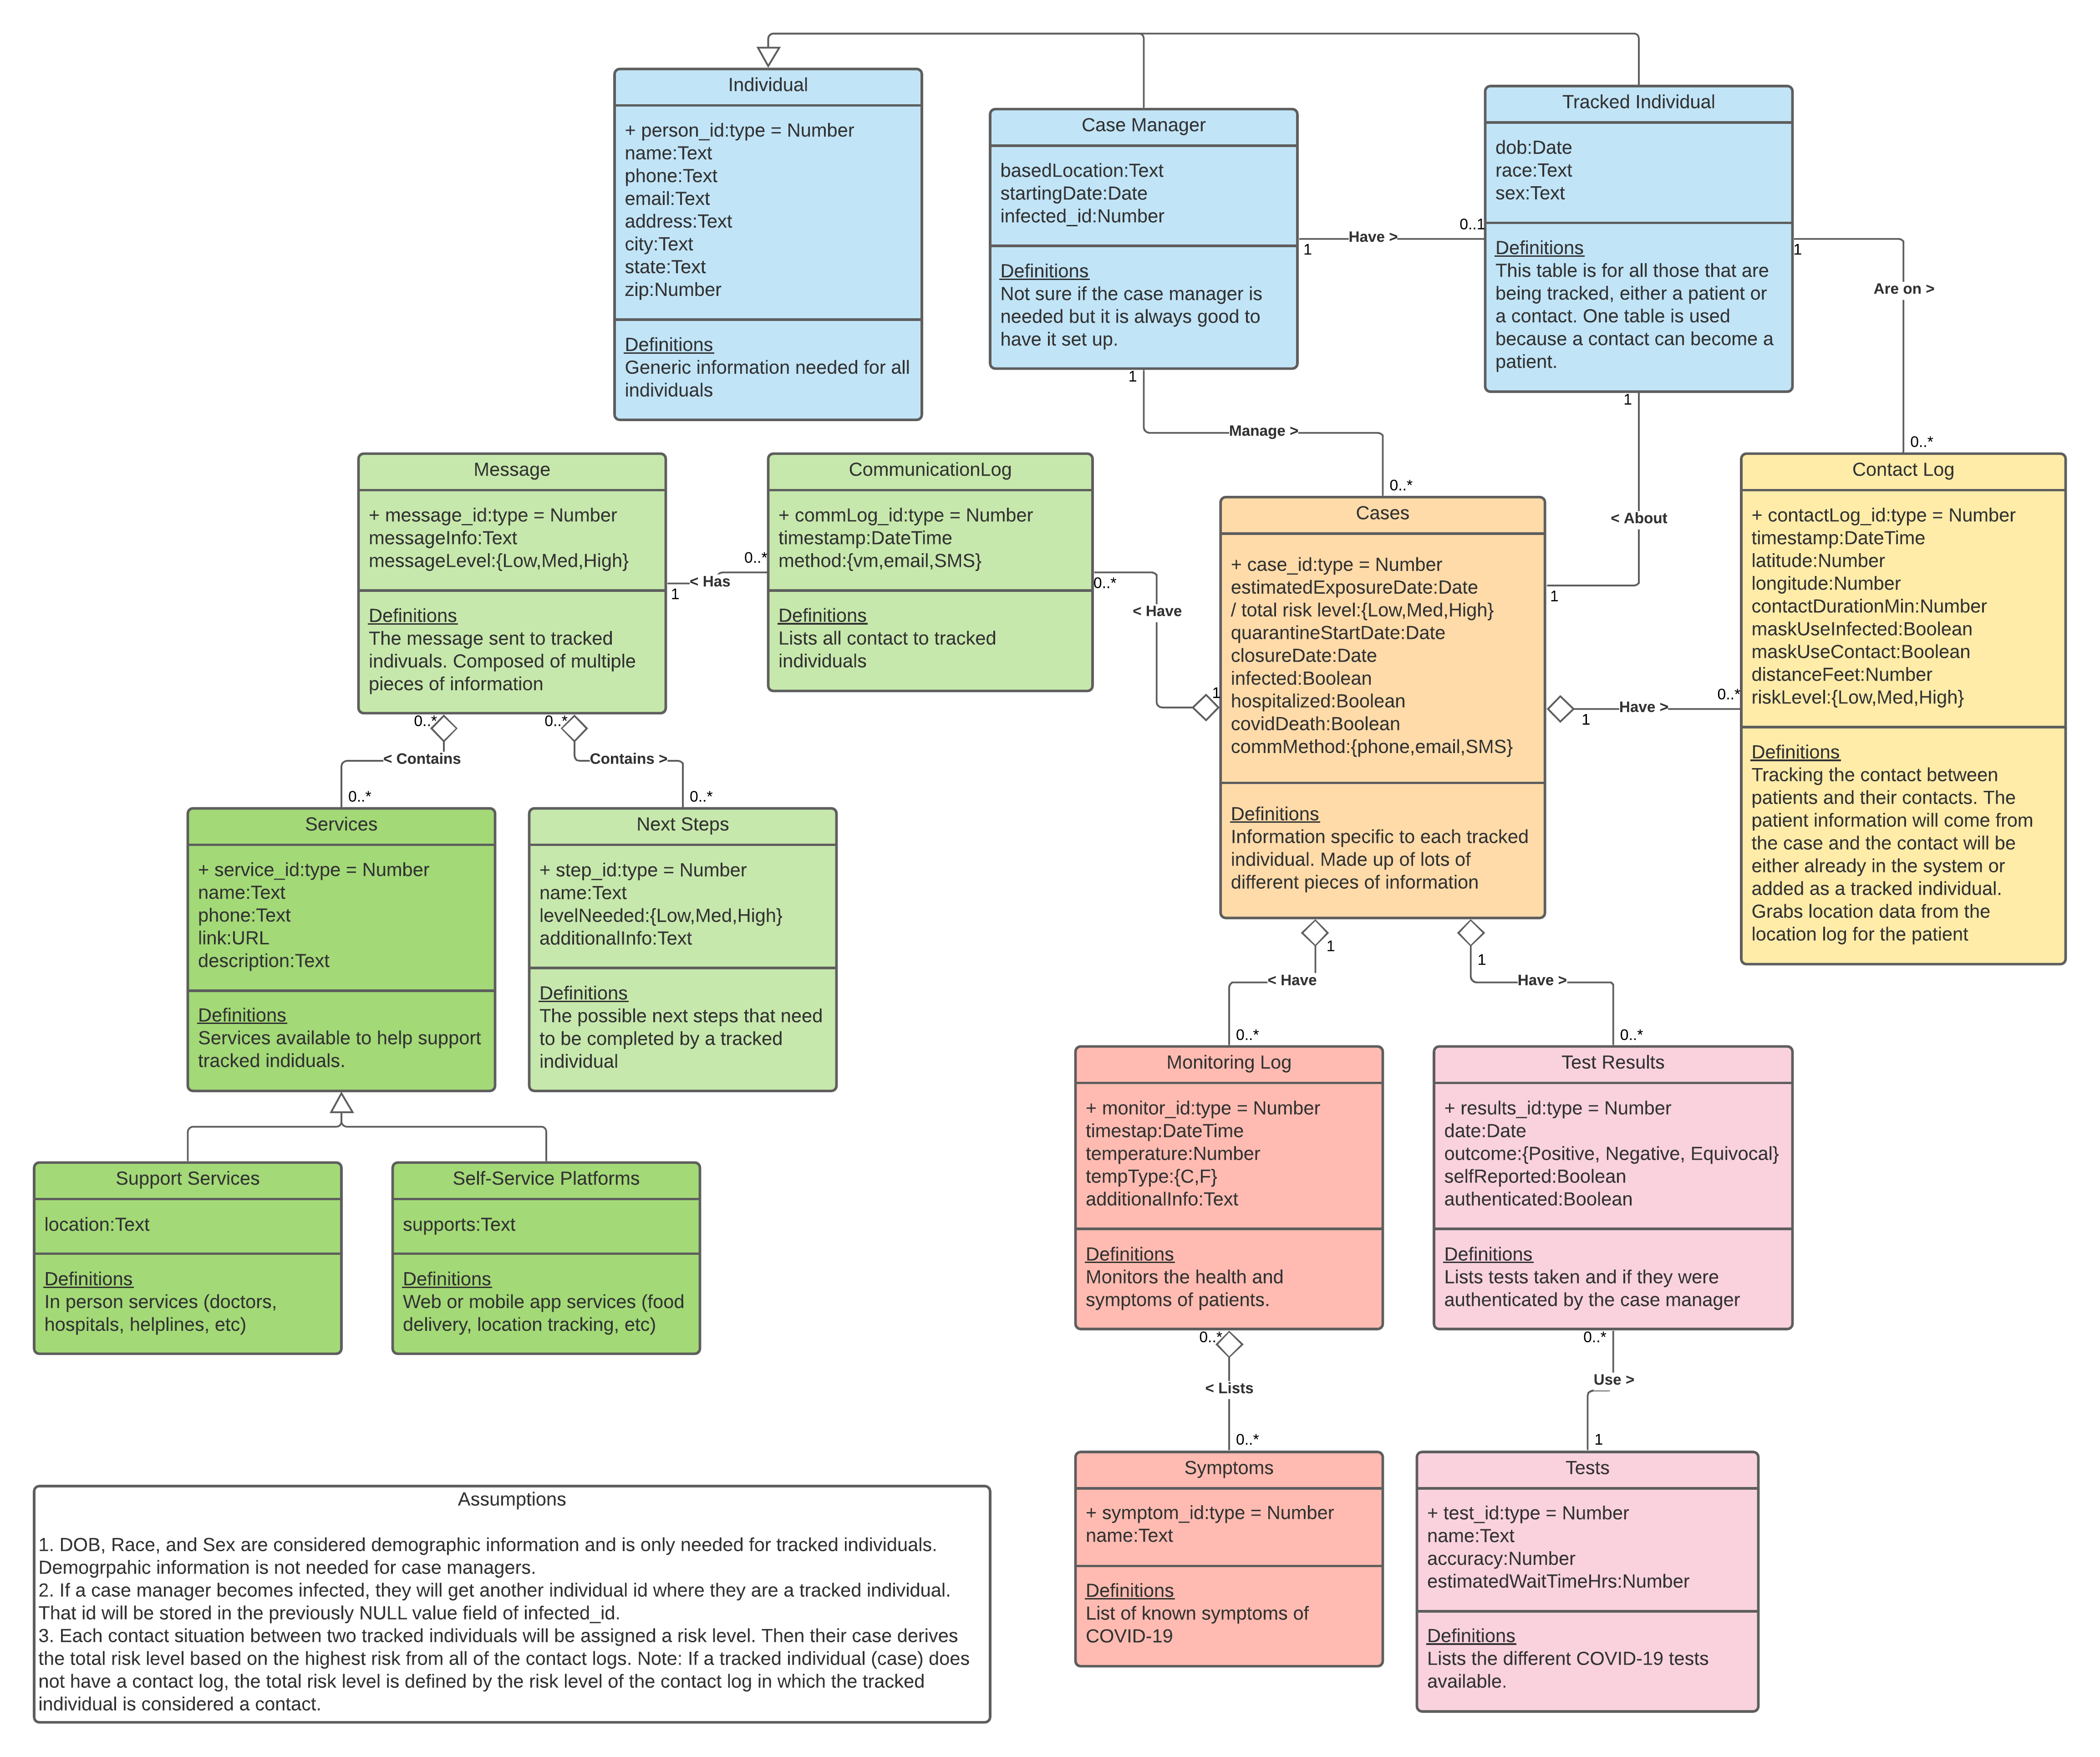 Individual
+ person_id:type = Number
name:Text
phone:Text
email:Text
address:Text
city:Text
state:Text
zip:Number
Definitions
Generic information needed for all
individuals
Case Manager
basedLocation:Text
startingDate:Date
infected_id:Number
Definitions
Not sure if the case manager is
needed but it is always good to
have it set up.
Tracked Individual
dob:Date
race:Text
sex:Text
Definitions
This table is for all those that are
being tracked, either a patient or
a contact. One table is used
because a contact can become a
patient.
1
Have >
0..1
1
Are on >
0..*
1
Manage >
0..*
1
< About
1
Message
+ message_id:type = Number
messageInfo:Text
messageLevel:{Low,Med,High}
Definitions
The message sent to tracked
indivuals. Composed of multiple
pieces of information
1
< Has
0..*
CommunicationLog
+ commLog_id:type = Number
timestamp:DateTime
method:{vm,email,SMS}
Definitions
Lists all contact to tracked
individuals
0..*
< Have
1
Cases
+ case_id:type = Number
estimatedExposureDate:Date
/ total risk level:{Low,Med,High}
quarantineStartDate:Date
closureDate:Date
infected:Boolean
hospitalized:Boolean
covidDeath:Boolean
commMethod:{phone,email,SMS}
Definitions
Information specific to each tracked
individual. Made up of lots of
different pieces of information
1
Have >
0..*
Contact Log
+ contactLog_id:type = Number
timestamp:DateTime
latitude:Number
longitude:Number
contactDurationMin:Number
maskUseInfected:Boolean
maskUseContact:Boolean
distanceFeet:Number
riskLevel:{Low,Med,High}
Definitions
Tracking the contact between
patients and their contacts. The
patient information will come from
the case and the contact will be
either already in the system or
added as a tracked individual.
Grabs location data from the
location log for the patient
0..*
< Contains
0..*
0..*
Contains >
0..*
Services
+ service_id:type = Number
name:Text
phone:Text
link:URL
description:Text
Definitions
Services available to help support
tracked indiduals.
Next Steps
+ step_id:type = Number
name:Text
levelNeeded:{Low,Med,High}
additionalInfo:Text
Definitions
The possible next steps that need
to be completed by a tracked
individual
1
< Have
0..*
1
Have >
0..*
Support Services
location:Text
Definitions
In person services (doctors,
hospitals, helplines, etc)
Self-Service Platforms
supports:Text
Definitions
Web or mobile app services (food
delivery, location tracking, etc)
Monitoring Log
+ monitor_id:type = Number
timestap:DateTime
temperature:Number
tempType:{C,F}
additionalInfo:Text
Definitions
Monitors the health and
symptoms of patients.
Test Results
+ results_id:type = Number
date:Date
outcome:{Positive, Negative, Equivocal}
selfReported:Boolean
authenticated:Boolean
Definitions
Lists tests taken and if they were
authenticated by the case manager
0..*
< Lists
0..*
0..*
Use >
1
Symptoms
+ symptom_id:type = Number
name:Text
Definitions
List of known symptoms of
COVID-19
Tests
+ test_id:type = Number
name:Text
accuracy:Number
estimatedWaitTimeHrs:Number
Definitions
Lists the different COVID-19 tests
available.
Assumptions
1. DOB, Race, and Sex are considered demographic information and is only needed for tracked individuals.
Demogrpahic information is not needed for case managers.
2. If a case manager becomes infected, they will get another individual id where they are a tracked individual.
That id will be stored in the previously NULL value field of infected_id.
3. Each contact situation between two tracked individuals will be assigned a risk level. Then their case derives
the total risk level based on the highest risk from all of the contact logs. Note: If a tracked individual (case) does
not have a contact log, the total risk level is defined by the risk level of the contact log in which the tracked
individual is considered a contact.